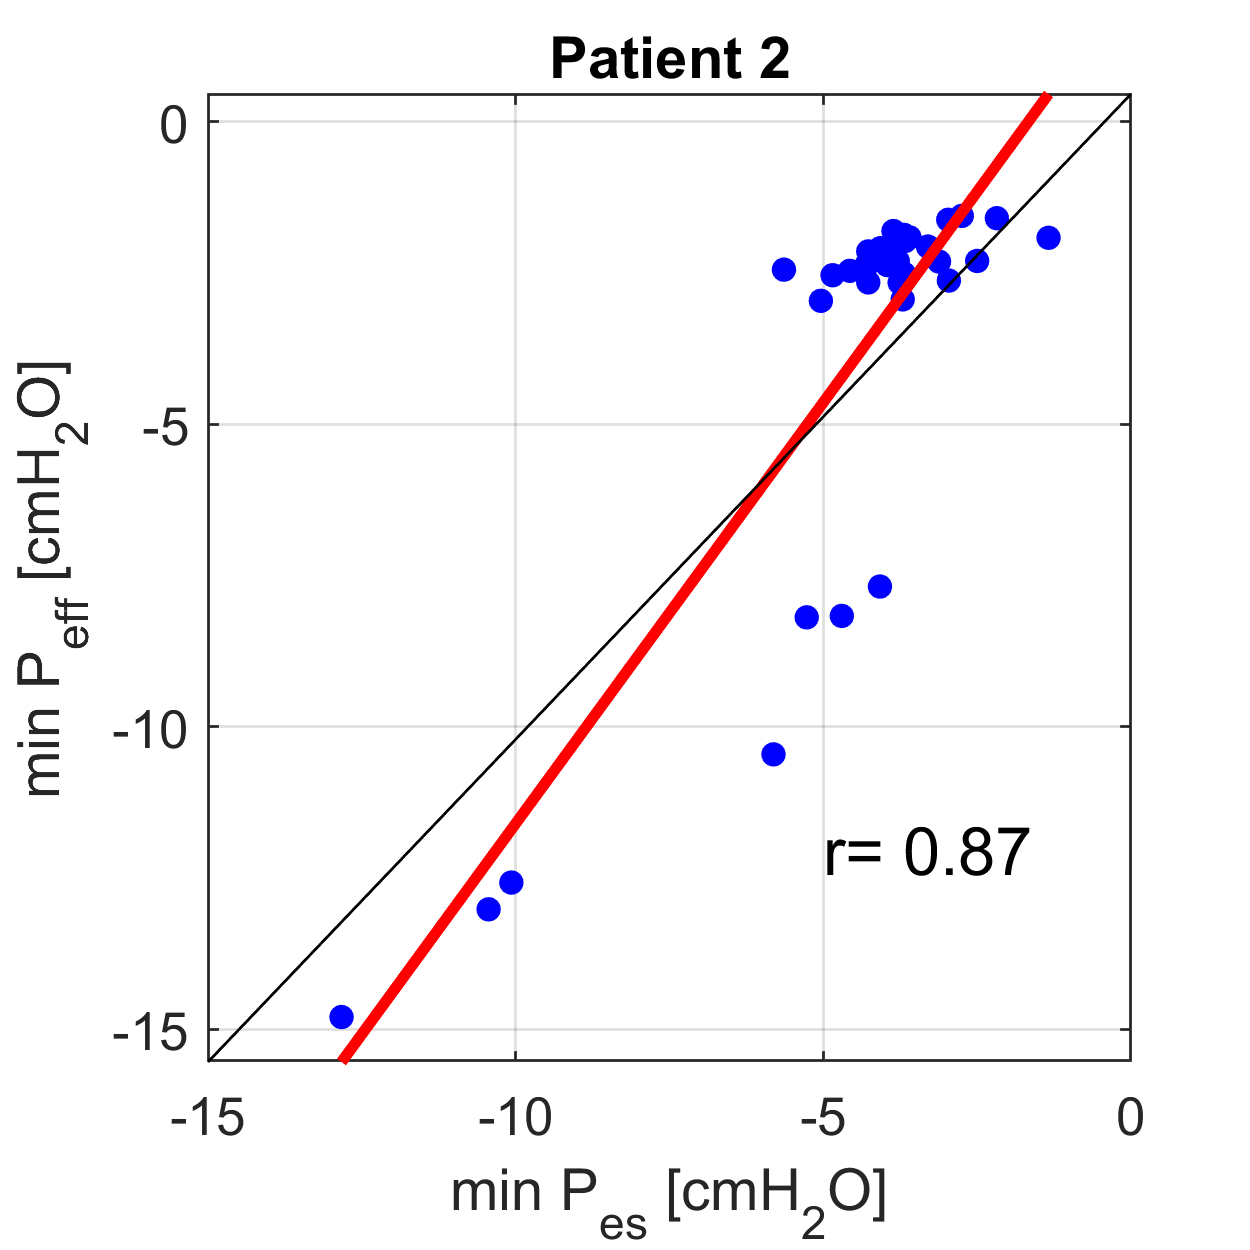 Patient 2
0
-5
-10
-15
min P_eff [cmH_2O]
r= 0.87
-15 -10 -5 0
min P_es [cmH_2O]